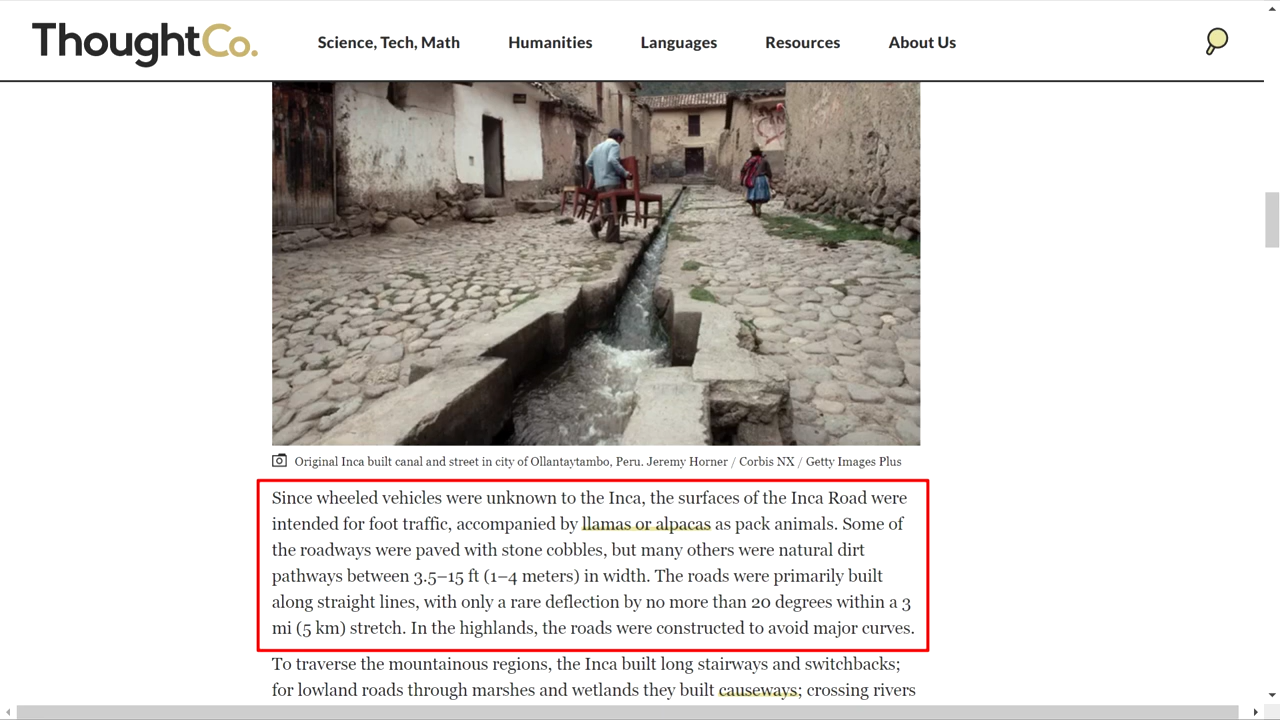 ThoughtCo.
Science, Tech, Math
Humanities
Languages
Resources
About Us
Original Inca built canal and street in city of Ollantaytambo, Peru. Jeremy Horner / Corbis NX / Getty Images Plus
Since wheeled vehicles were unknown to the Inca, the surfaces of the Inca Road were
intended for foot traffic, accompanied by llamas or alpacas as pack animals. Some of
the roadways were paved with stone cobbles, but many others were natural dirt
pathways between 3.5–15 ft (1–4 meters) in width. The roads were primarily built
along straight lines, with only a rare deflection by no more than 20 degrees within a 3
mi (5 km) stretch. In the highlands, the roads were constructed to avoid major curves.
To traverse the mountainous regions, the Inca built long stairways and switchbacks;
for lowland roads through marshes and wetlands they built causeways; crossing rivers